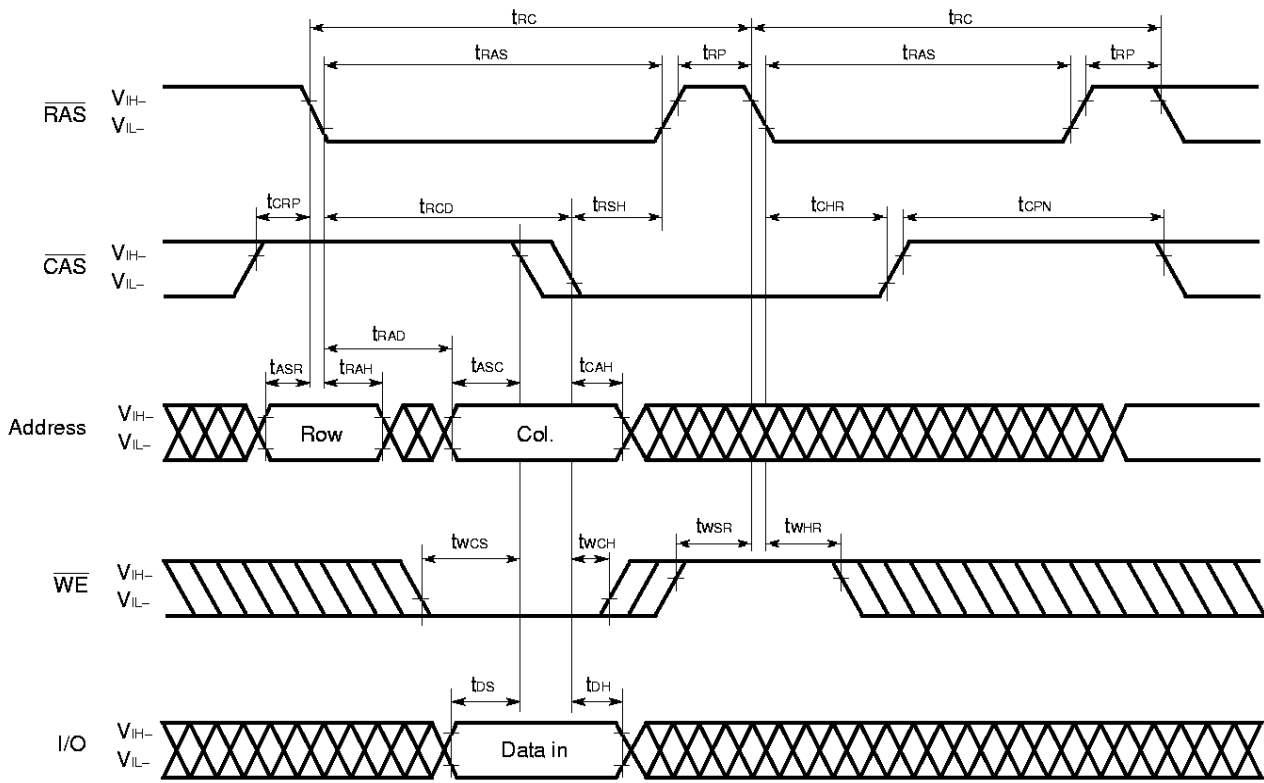 tRC tRC
tRAS tRP tRAS tRP
RAS VIH– VIL–
tCRP tRCD tRSH tCHR tCPN
CAS VIH– VIL–
tRAD
tASR tRAH tASC tCAH
Address VIH– VIL– Row Col.
tWCS tWCH tWSR tWHR
WE VIH– VIL–
tDS tDH
I/O VIH– VIL– Data in